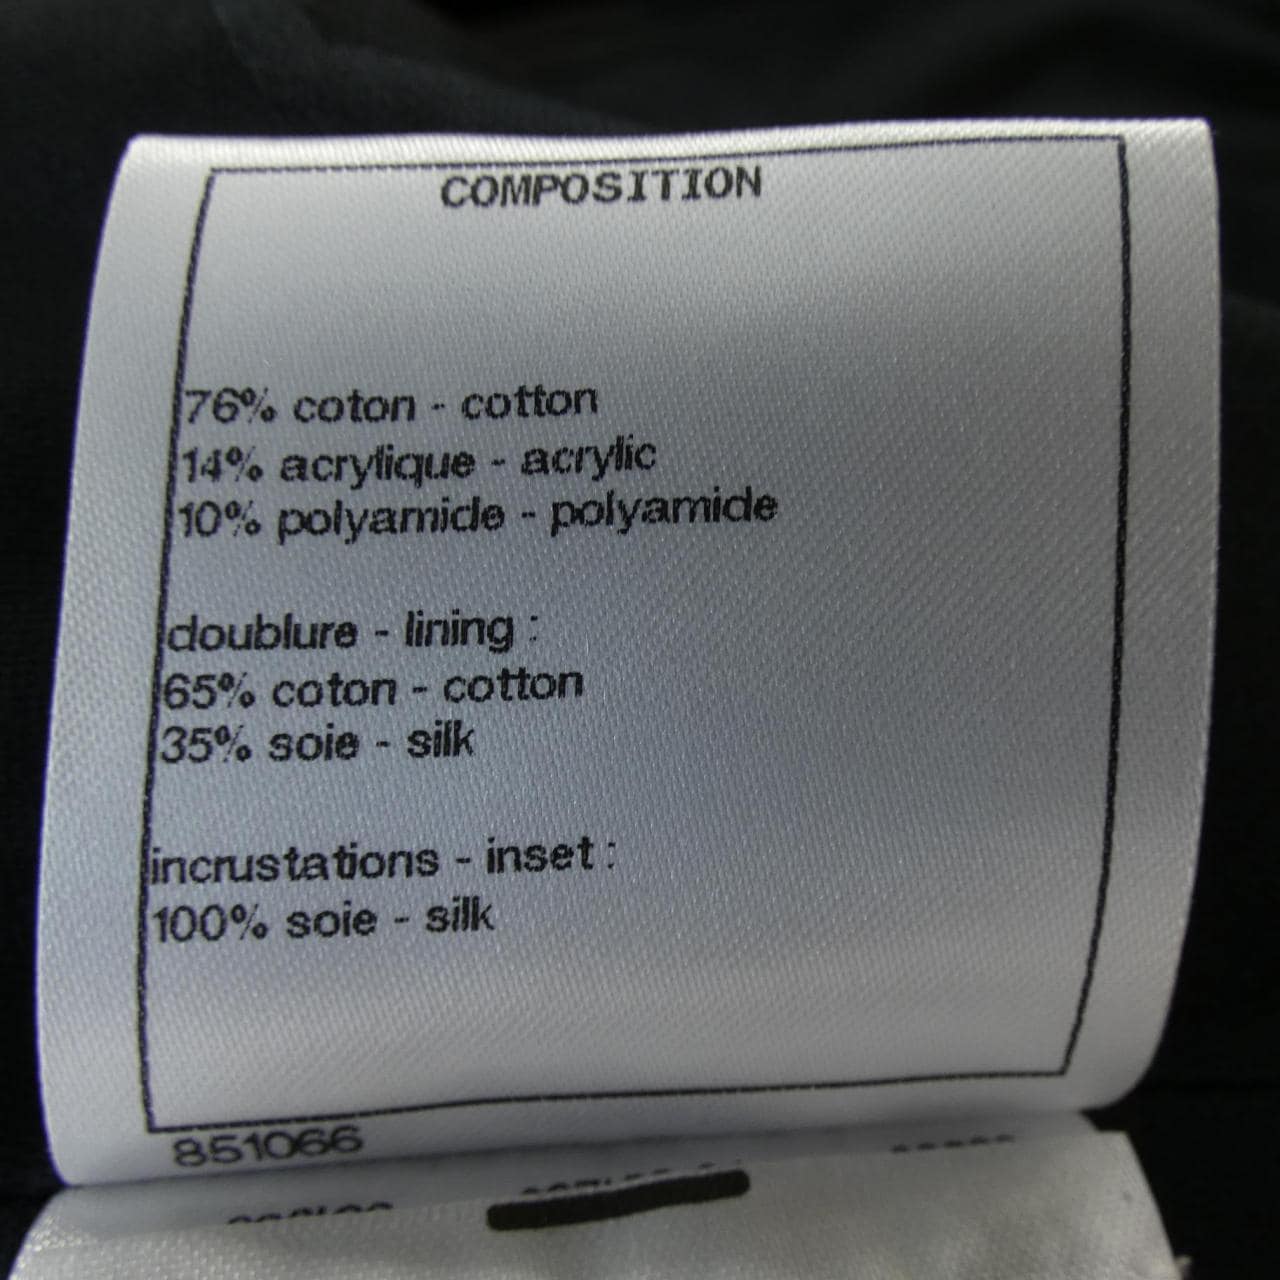 COMPOSITION
76% coton - cotton
14% acrylique - acrylic
10% polyamide - polyamide
doublure - lining :
65% coton - cotton
35% soie - silk
incrustations - inset :
100% soie - silk
851066